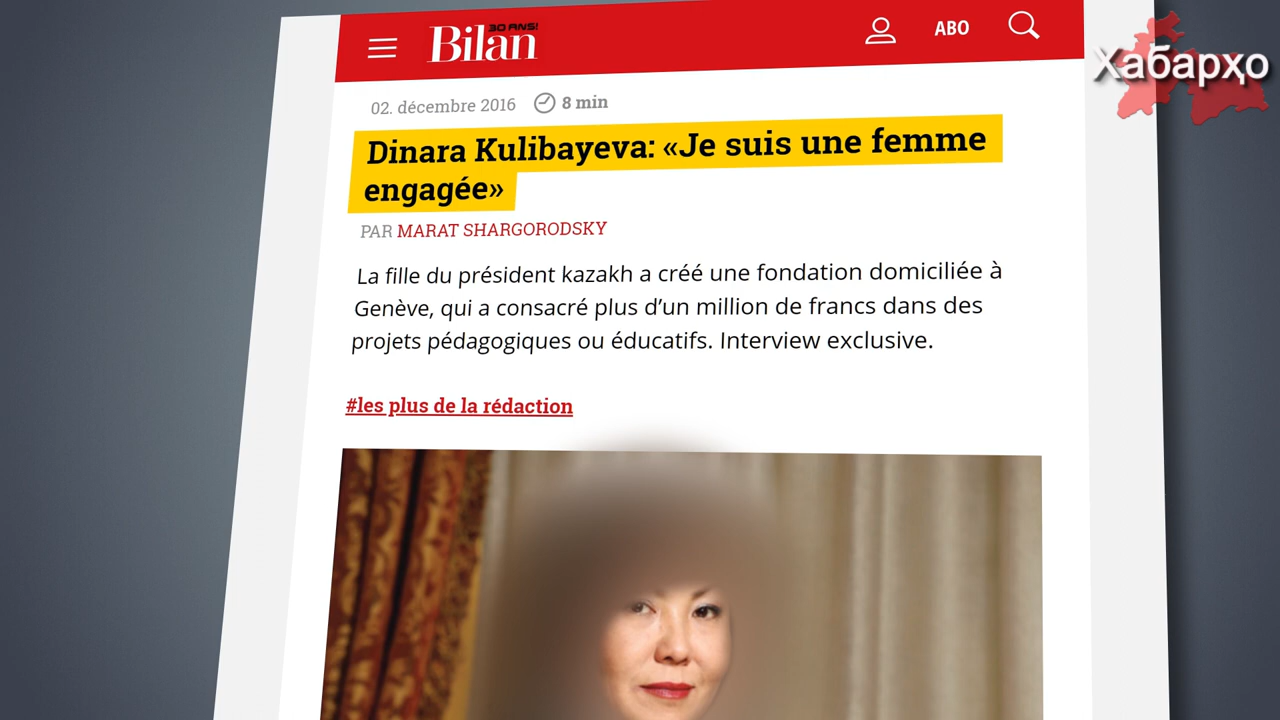 30 ANS!
Bilan
ABO
Хабарҳо
02. décembre 2016 8 min
Dinara Kulibayeva: «Je suis une femme
engagée»
PAR MARAT SHARGORODSKY
La fille du président kazakh a créé une fondation domiciliée à
Genève, qui a consacré plus d’un million de francs dans des
projets pédagogiques ou éducatifs. Interview exclusive.
#les plus de la rédaction